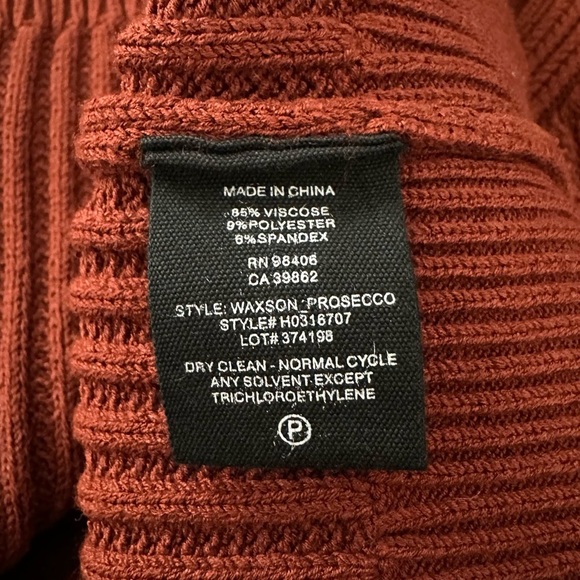 MADE IN CHINA
85% VISCOSE
9%POLYESTER
6%SPANDEX
RN 98406
CA 39862
STYLE: WAXSON_PROSECCO
STYLE# H0316707
LOT# 374198
DRY CLEAN - NORMAL CYCLE
ANY SOLVENT EXCEPT
TRICHLOROETHYLENE
P